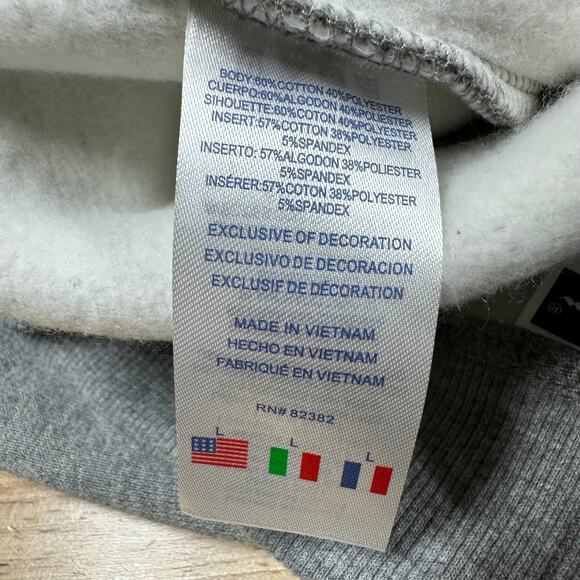 BODY:60%COTTON 40%POLYESTER
CUERPO:60%ALGODON 40%POLIESTER
SIHOUETTE:60%COTON 40%POLYESTER
INSERT:57%COTTON 38%POLYESTER
5%SPANDEX
INSERTO: 57%ALGODON 38%POLIESTER
5%SPANDEX
INSÉRER:57%COTON 38%POLYESTER
5%SPANDEX
EXCLUSIVE OF DECORATION
EXCLUSIVO DE DECORACION
EXCLUSIF DE DECORATION
MADE IN VIETNAM
HECHO EN VIETNAM
FABRIQUÉ EN VIETNAM
RN# 82382
L L L